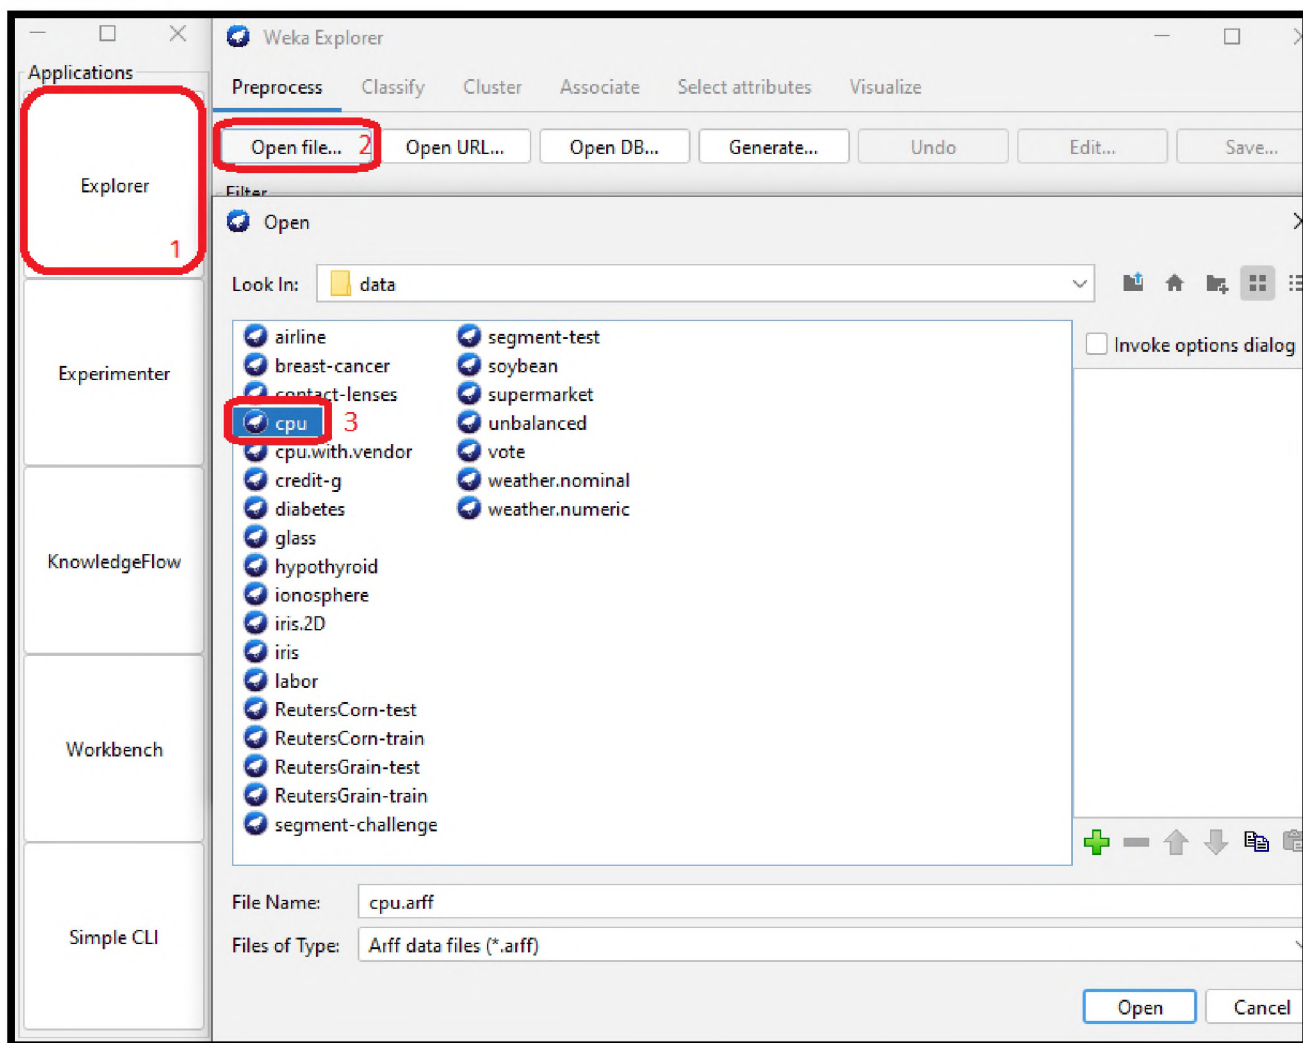 Weka Explorer
Applications
Preprocess Classify Cluster Associate Select attributes Visualize
Open file... 2 Open URL... Open DB... Generate... Undo Edit... Save...
Explorer
1
Filter
Open
Look In: data
airline
breast-cancer
contact-lenses
cpu 3
cpu.with.vendor
credit-g
diabetes
glass
hypothyroid
ionosphere
iris.2D
iris
labor
ReutersCorn-test
ReutersCorn-train
ReutersGrain-test
ReutersGrain-train
segment-challenge
segment-test
soybean
supermarket
unbalanced
vote
weather.nominal
weather.numeric
Invoke options dialog
Experimenter
KnowledgeFlow
Workbench
Simple CLI
File Name: cpu.arff
Files of Type: Arff data files (*.arff)
Open Cancel